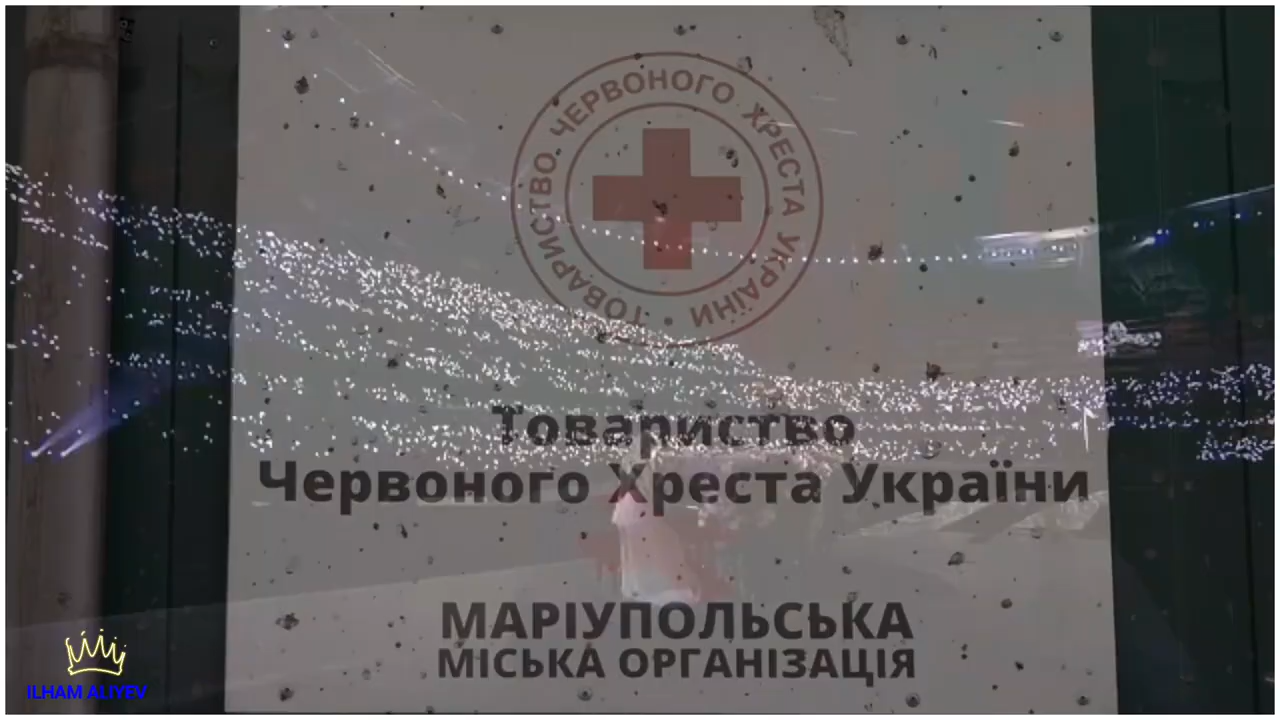 ТОВАРИСТВО ЧЕРВОНОГО ХРЕСТА УКРАЇНИ •
Товариство
Червоного Хреста України
МАРІУПОЛЬСЬКА
МІСЬКА ОРГАНІЗАЦІЯ
ILHAM ALIYEV